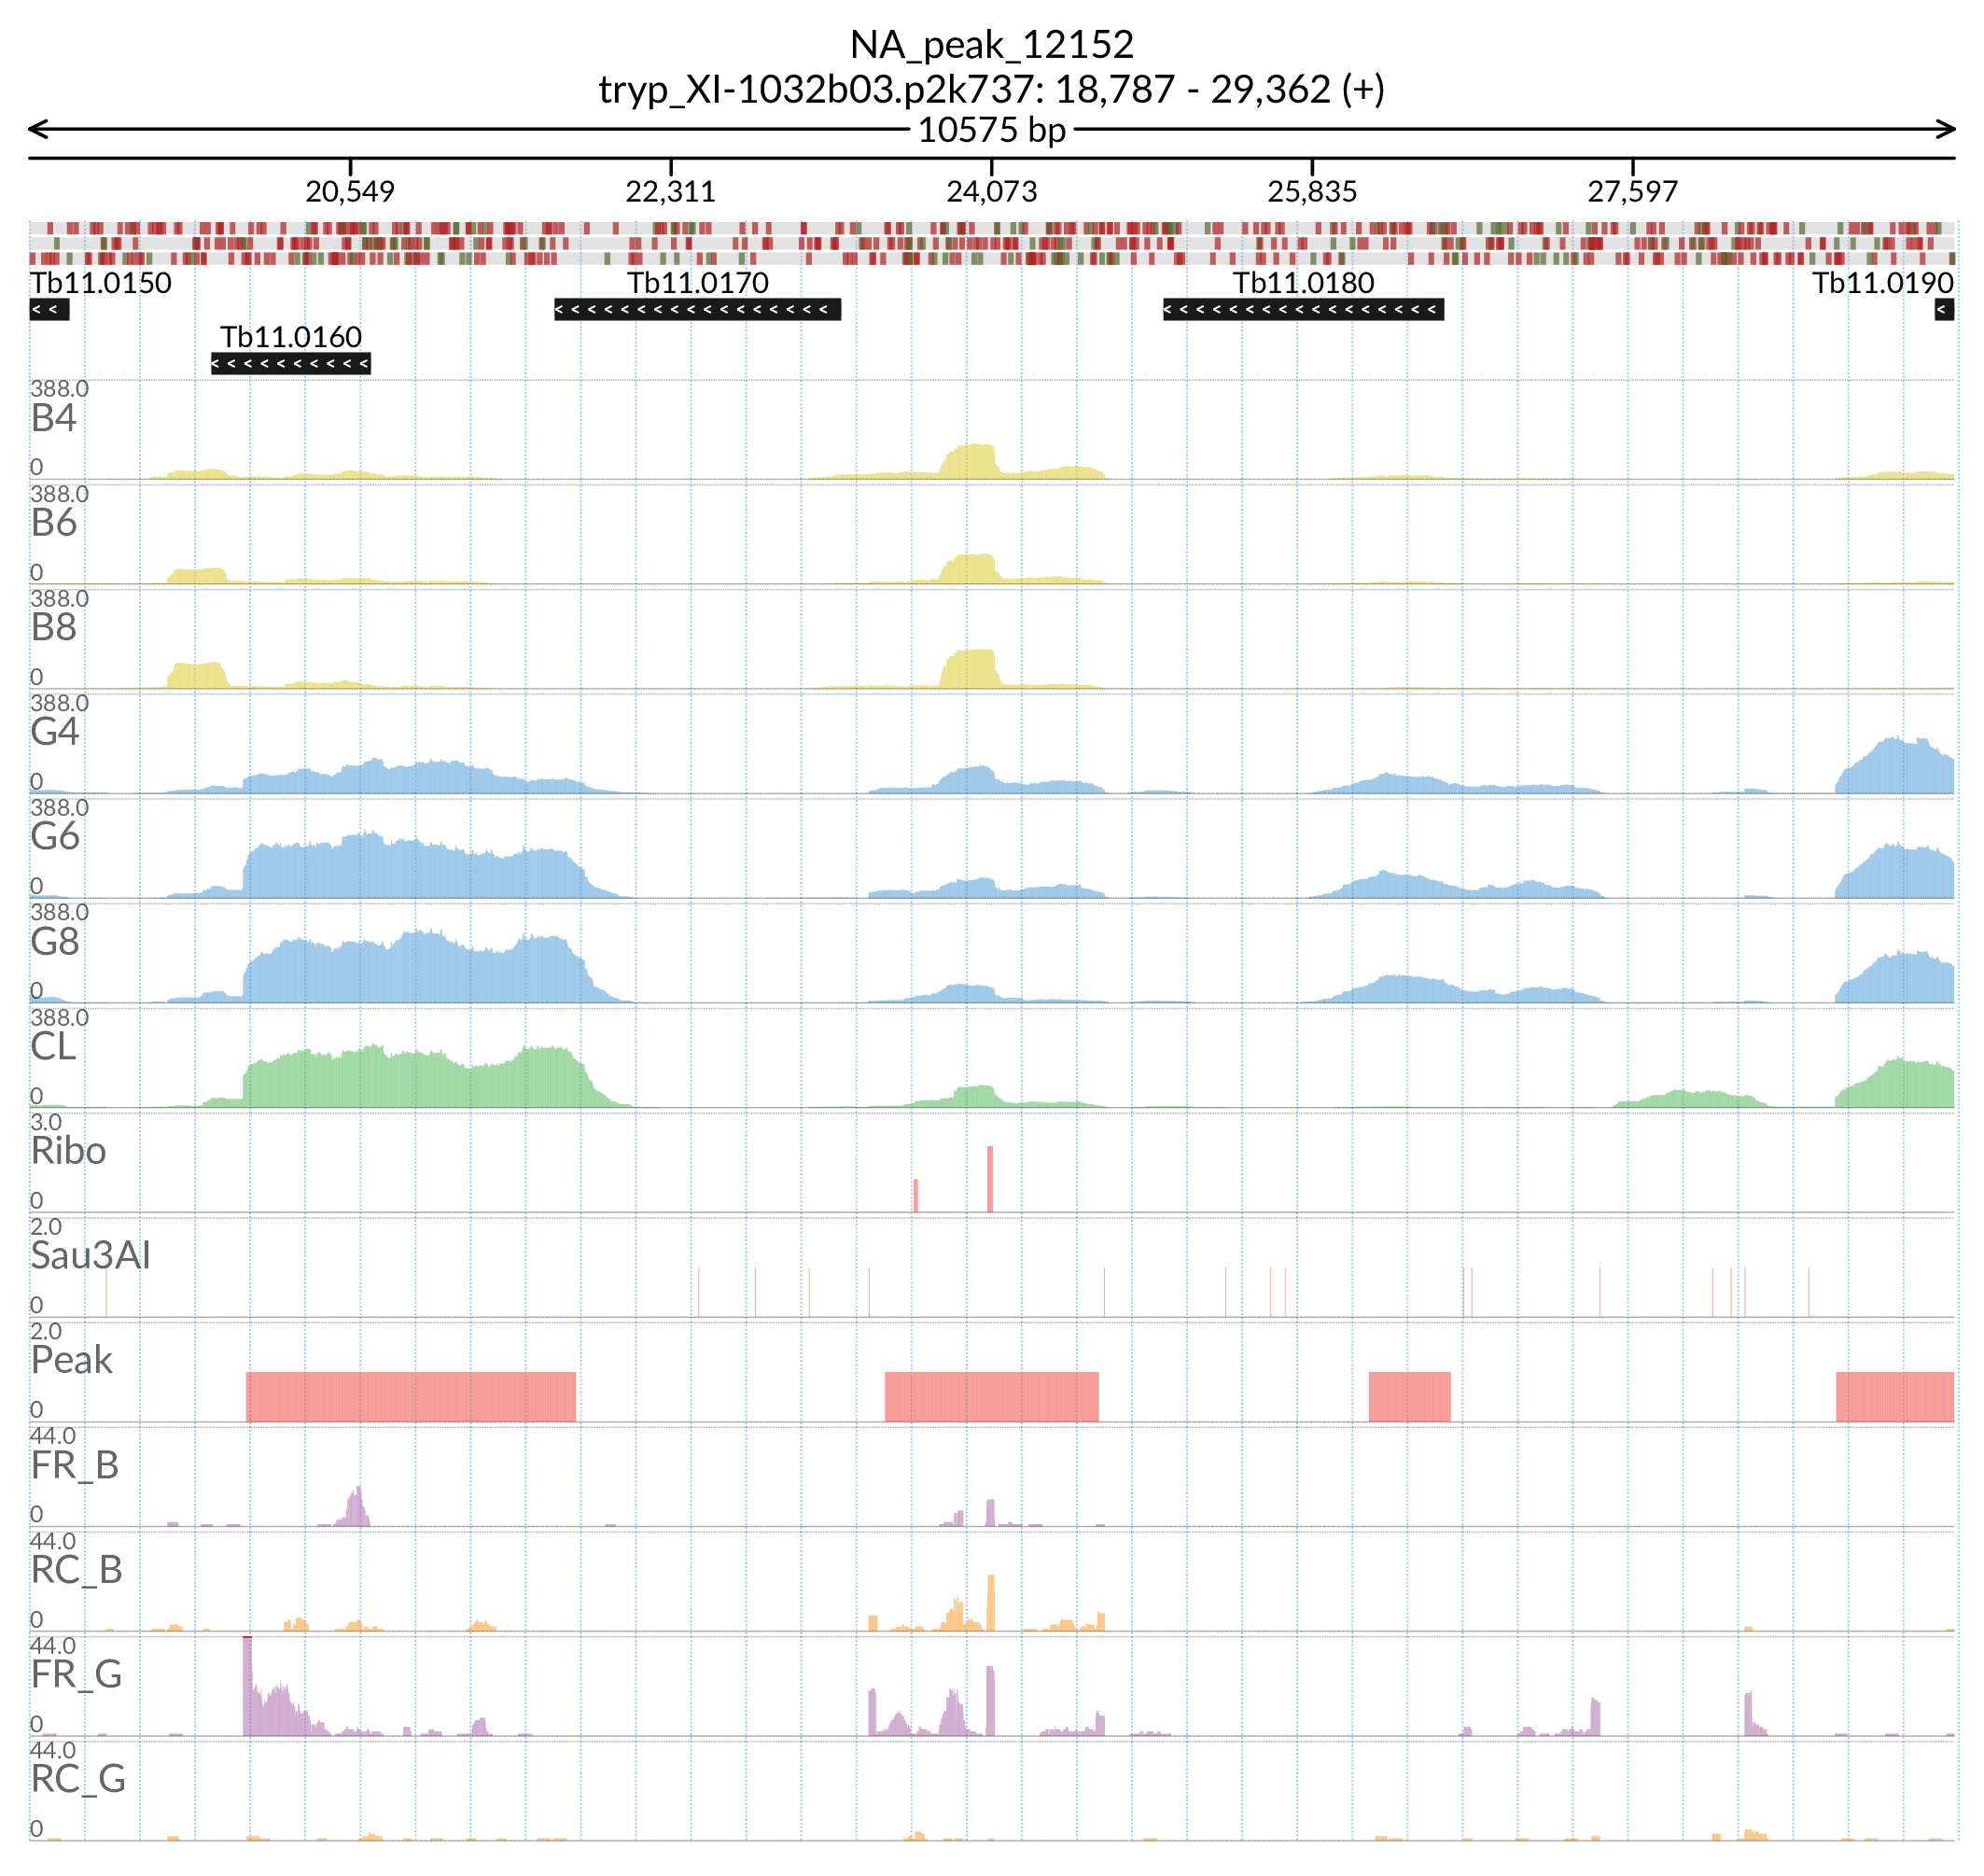 NA_peak_12152
tryp_XI-1032b03.p2k737: 18,787 - 29,362 (+)
10575 bp
20,549 22,311 24,073 25,835 27,597
Tb11.0150 Tb11.0170 Tb11.0180 Tb11.0190
Tb11.0160
388.0
B4
0
388.0
B6
0
388.0
B8
0
388.0
G4
0
388.0
G6
0
388.0
G8
0
388.0
CL
0
3.0
Ribo
0
2.0
Sau3AI
0
2.0
Peak
0
44.0
FR_B
0
44.0
RC_B
0
44.0
FR_G
0
44.0
RC_G
0